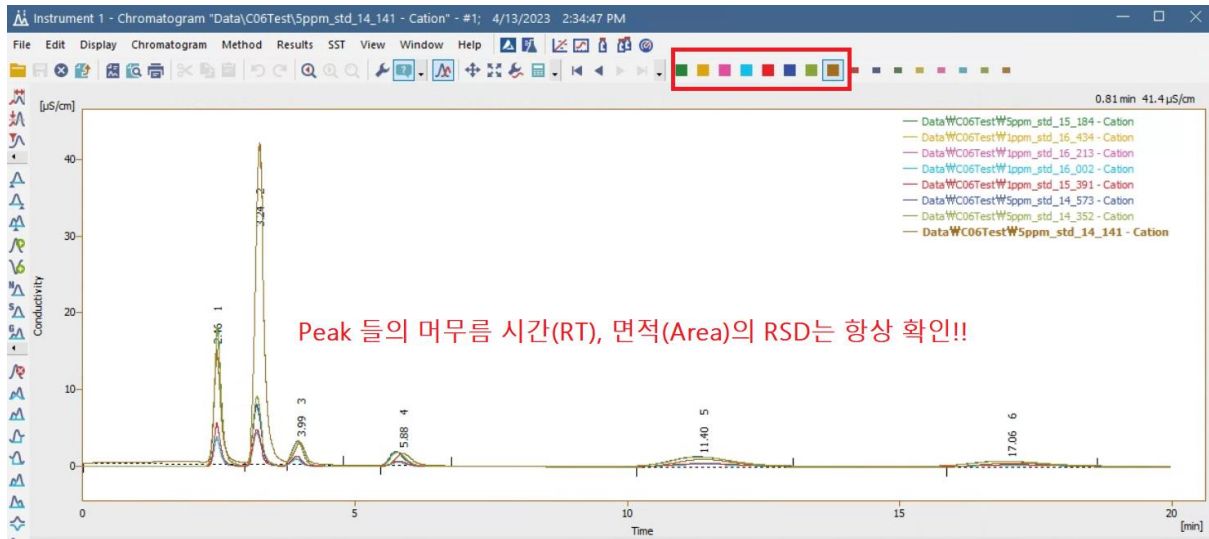 Instrument 1 - Chromatogram "Data\C06Test\5ppm_std_14_141 - Cation" - #1; 4/13/2023 2:34:47 PM
File Edit Display Chromatogram Method Results SST View Window Help
[µS/cm]
0.81 min 41.4 µS/cm
Data₩C06Test₩5ppm_std_15_184 - Cation
Data₩C06Test₩1ppm_std_16_434 - Cation
Data₩C06Test₩1ppm_std_16_213 - Cation
Data₩C06Test₩1ppm_std_16_002 - Cation
Data₩C06Test₩1ppm_std_15_391 - Cation
Data₩C06Test₩5ppm_std_14_573 - Cation
Data₩C06Test₩5ppm_std_14_352 - Cation
Data₩C06Test₩5ppm_std_14_141 - Cation
40
30
20
10
0
Conductivity
2.46 1
3.24 2
3.99 3
5.88 4
11.40 5
17.06 6
Peak 들의 머무름 시간(RT), 면적(Area)의 RSD는 항상 확인!!
0 5 10 15 20
Time
[min]